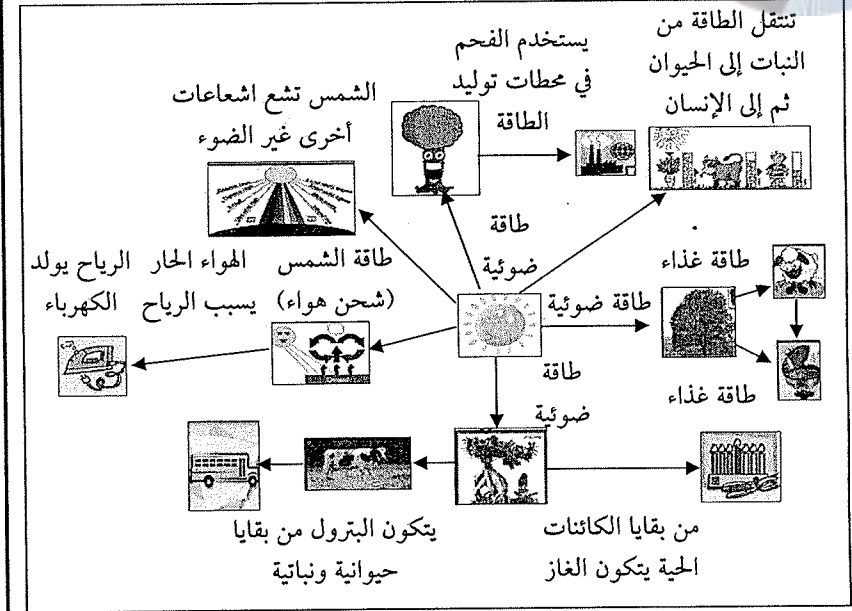 تنتقل الطاقة من
النبات إلى الحيوان
ثم إلى الإنسان
يستخدم الفحم
في محطات توليد
الطاقة
الشمس تشع اشعاعات
أخرى غير الضوء
طاقة
ضوئية
طاقة غذاء
طاقة ضوئية
طاقة غذاء
طاقة الشمس
(شحن هواء)
الهواء الحار
يسبب الرياح
الرياح يولد
الكهرباء
طاقة
ضوئية
من بقايا الكائنات
الحية يتكون الغاز
يتكون البترول من بقايا
حيوانية ونباتية